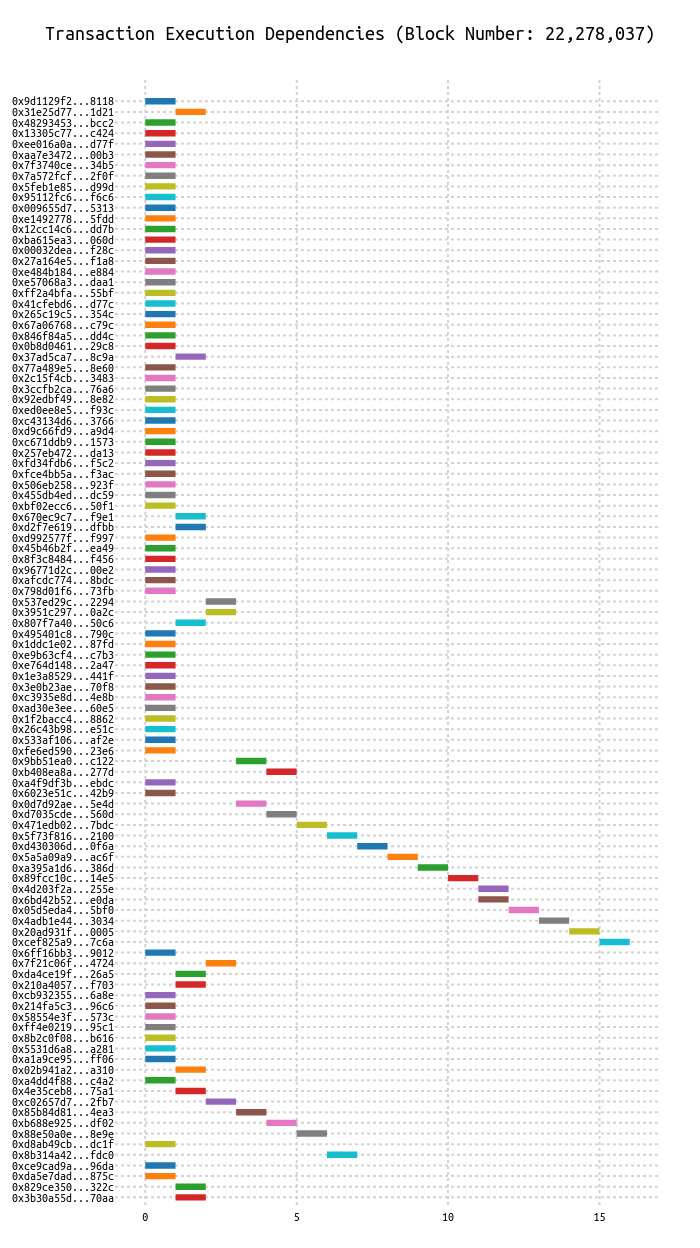 Transaction Execution Dependencies (Block Number: 22,278,037)
0x9d1129f2...8118
0x31e25d77...1d21
0x48293453...bcc2
0x13305c77...c424
0xee016a0a...d77f
0xaa7e3472...00b3
0x7f3740ce...34b5
0x7a572fcf...2f0f
0x5feb1e85...d99d
0x95112fc6...f6c6
0x009655d7...5313
0xe1492778...5fdd
0x12cc14c6...dd7b
0xba615ea3...060d
0x00032dea...f28c
0x27a164e5...f1a8
0xe484b184...e884
0xe57068a3...daa1
0xff2a4bfa...55bf
0x41cfebd6...d77c
0x265c19c5...354c
0x67a06768...c79c
0x846f84a5...dd4c
0x0b8d0461...29c8
0x37ad5ca7...8c9a
0x77a489e5...8e60
0x2c15f4cb...3483
0x3ccfb2ca...76a6
0x92edbf49...8e82
0xed0ee8e5...f93c
0xc43134d6...3766
0xd9c66fd9...a9d4
0xc671ddb9...1573
0x257eb472...da13
0xfd34fdb6...f5c2
0xfce4bb5a...f3ac
0x506eb258...923f
0x455db4ed...dc59
0xbf02ecc6...50f1
0x670ec9c7...f9e1
0xd2f7e619...dfbb
0xd992577f...f997
0x45b46b2f...ea49
0x8f3c8484...f456
0x96771d2c...00e2
0xafcdc774...8bdc
0x798d01f6...73fb
0x537ed29c...2294
0x3951c297...0a2c
0x807f7a40...50c6
0x495401c8...790c
0x1ddc1e02...87fd
0xe9b63cf4...c7b3
0xe764d148...2a47
0x1e3a8529...441f
0x3e0b23ae...70f8
0xc3935e8d...4e8b
0xad30e3ee...60e5
0x1f2bacc4...8862
0x26c43b98...e51c
0x533af106...af2e
0xfe6ed590...23e6
0x9bb51ea0...c122
0xb408ea8a...277d
0xa4f9df3b...ebdc
0x6023e51c...42b9
0x0d7d92ae...5e4d
0xd7035cde...560d
0x471edb02...7bdc
0x5f73f816...2100
0xd430306d...0f6a
0x5a5a09a9...ac6f
0xa395a1d6...386d
0x89fcc10c...14e5
0x4d203f2a...255e
0x6bd42b52...e0da
0x05d5eda4...5bf0
0x4adb1e44...3034
0x20ad931f...0005
0xcef825a9...7c6a
0x6ff16bb3...9012
0x7f21c06f...4724
0xda4ce19f...26a5
0x210a4057...f703
0xcb932355...6a8e
0x214fa5c3...96c6
0x58554e3f...573c
0xff4e0219...95c1
0x8b2c0f08...b616
0x5531d6a8...a281
0xa1a9ce95...ff06
0x02b941a2...a310
0xa4dd4f88...c4a2
0x4e35ceb8...75a1
0xc02657d7...2fb7
0x85b84d81...4ea3
0xb688e925...df02
0x88e50a0e...8e9e
0xd8ab49cb...dc1f
0x8b314a42...fdc0
0xce9cad9a...96da
0xda5e7dad...875c
0x829ce350...322c
0x3b30a55d...70aa
0 5 10 15